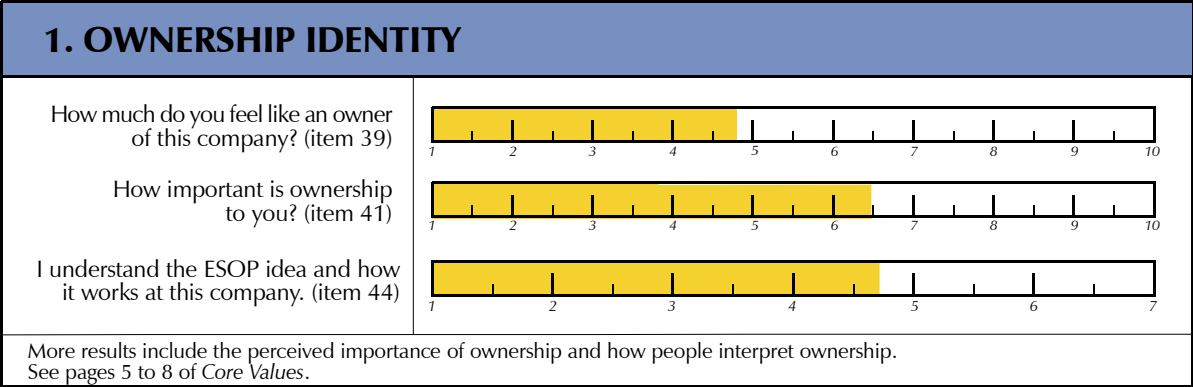 1. OWNERSHIP IDENTITY
How much do you feel like an owner
of this company? (item 39)
1 2 3 4 5 6 7 8 9 10
How important is ownership
to you? (item 41)
1 2 3 4 5 6 7 8 9 10
I understand the ESOP idea and how
it works at this company. (item 44)
1 2 3 4 5 6 7
More results include the perceived importance of ownership and how people interpret ownership.
See pages 5 to 8 of Core Values.